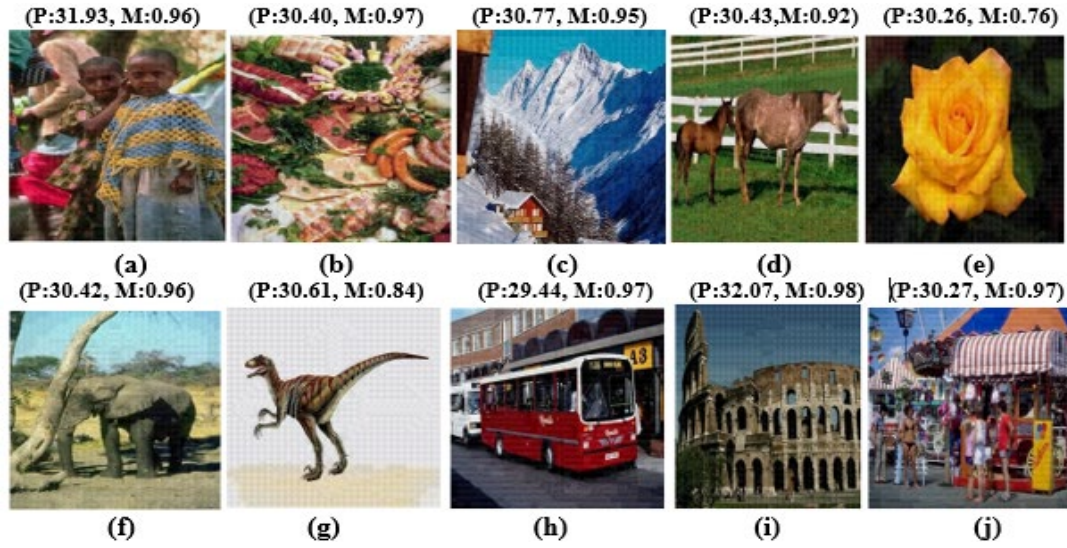 (P:31.93, M:0.96) (P:30.40, M:0.97) (P:30.77, M:0.95) (P:30.43,M:0.92) (P:30.26, M:0.76)
(a) (b) (c) (d) (e)
(P:30.42, M:0.96) (P:30.61, M:0.84) (P:29.44, M:0.97) (P:32.07, M:0.98) (P:30.27, M:0.97)
A3
(f) (g) (h) (i) (j)